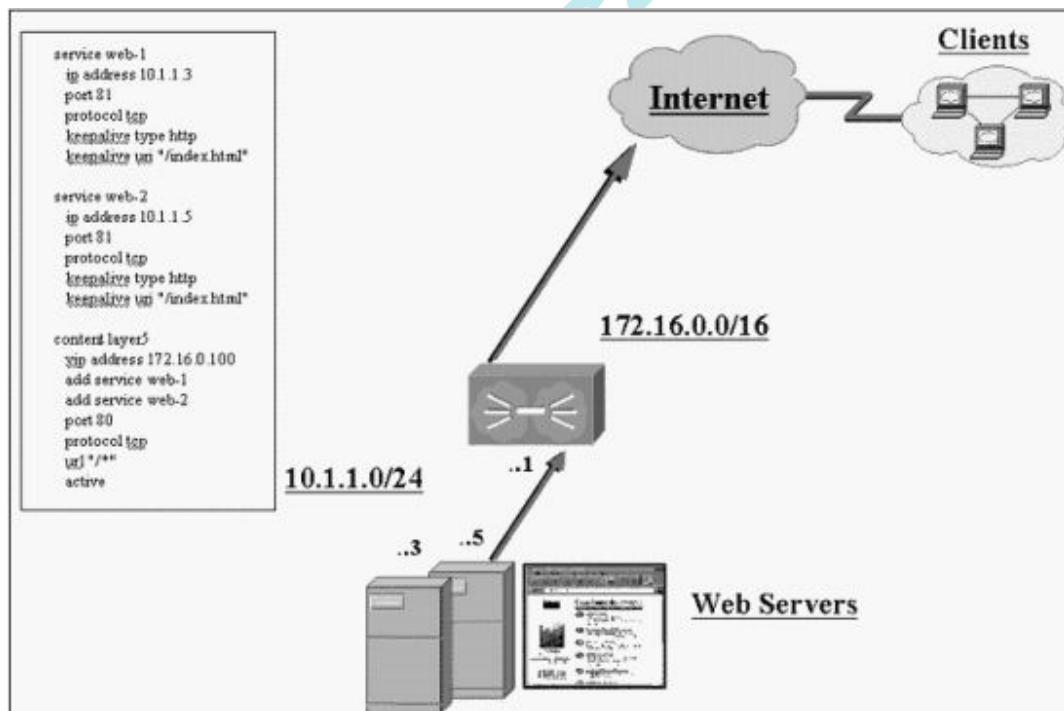 service web-1
ip address 10.1.1.3
port 81
protocol tcp
keepalive type http
keepalive uri "/index.html"
service web-2
ip address 10.1.1.5
port 81
protocol tcp
keepalive type http
keepalive uri "/index.html"
content layer5
vip address 172.16.0.100
add service web-1
add service web-2
port 80
protocol tcp
url "/*"
active
Clients
Internet
172.16.0.0/16
..1
10.1.1.0/24
..3
..5
Web Servers